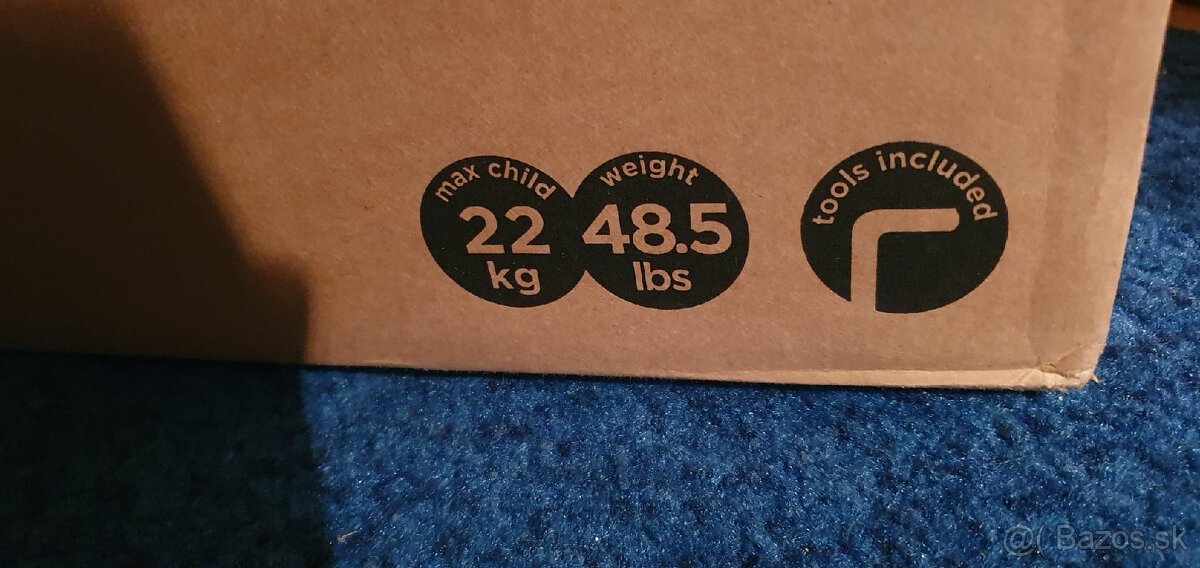 max child
22
kg
weight
48.5
lbs
tools included
@( Bazos.sk